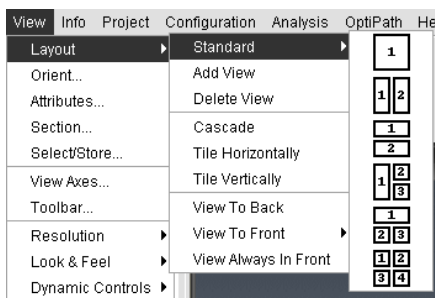 View Info Project Configuration Analysis OptiPath He
Layout
Orient...
Attributes...
Section...
Select/Store...
View Axes...
Toolbar...
Resolution
Look & Feel
Dynamic Controls
Standard
Add View
Delete View
Cascade
Tile Horizontally
Tile Vertically
View To Back
View To Front
View Always In Front
1
1 2
1
2
1 2
3
1
2 3
1 2
3 4